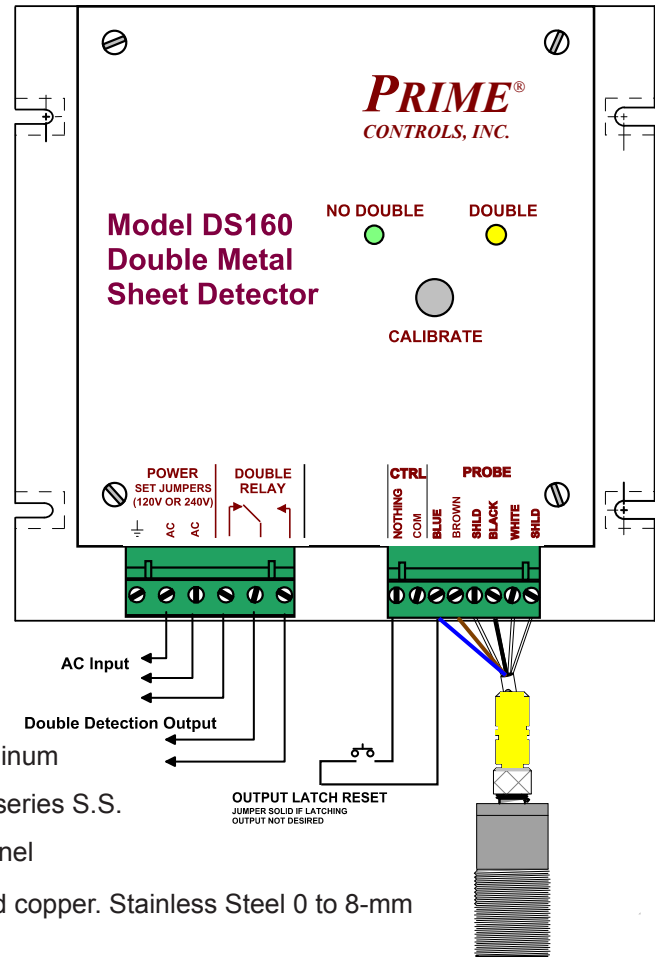 PRIME®
CONTROLS, INC.
Model DS160
Double Metal
Sheet Detector
NO DOUBLE
DOUBLE
CALIBRATE
POWER
SET JUMPERS
(120V OR 240V)
AC
AC
DOUBLE
RELAY
CTRL
PROBE
NOTHING
COM
BLUE
BROWN
SHLD
BLACK
WHITE
SHLD
AC Input
Double Detection Output
OUTPUT LATCH RESET
JUMPER SOLID IF LATCHING
OUTPUT NOT DESIRED
inum
series S.S.
nel
d copper. Stainless Steel 0 to 8-mm